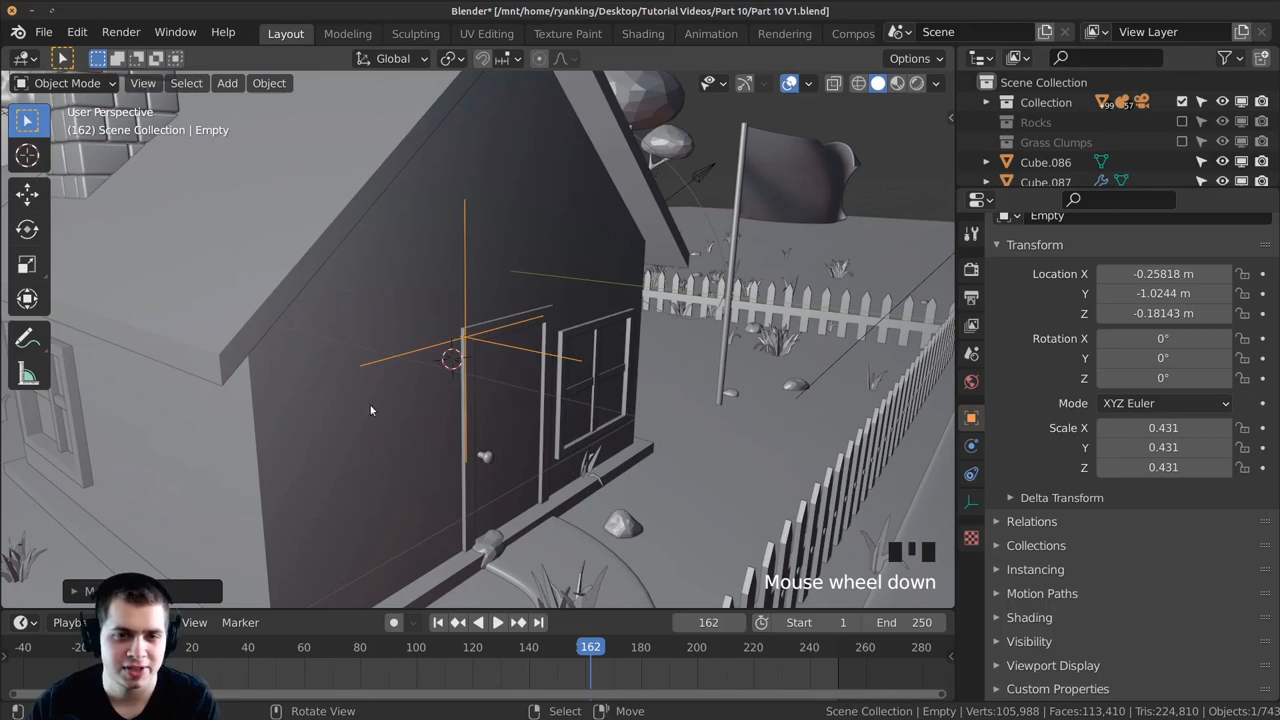 Blender* [/mnt/home/ryanking/Desktop/Tutorial Videos/Part 10/Part 10 V1.blend]
File Edit Render Window Help Layout Modeling Sculpting UV Editing Texture Paint Shading Animation Rendering Compos Scene View Layer
Global Options
Object Mode View Select Add Object
User Perspective
(162) Scene Collection | Empty
Scene Collection
Collection 99 57
Rocks
Grass Clumps
Cube.086
Cube.087
Empty
Transform
Location X -0.25818 m
Y -1.0244 m
Z -0.18143 m
Rotation X 0°
Y 0°
Z 0°
Mode XYZ Euler
Scale X 0.431
Y 0.431
Z 0.431
Delta Transform
Relations
Collections
Instancing
Motion Paths
Shading
Visibility
Viewport Display
Custom Properties
Mouse wheel down
M
Playb View Marker 162 Start 1 End 250
-40 -20 20 40 60 80 100 120 140 162 180 200 220 240 260 280
Rotate View Select Move Scene Collection | Empty Verts:105,988 | Faces:113,410 | Tris:224,810 | Objects:1/743